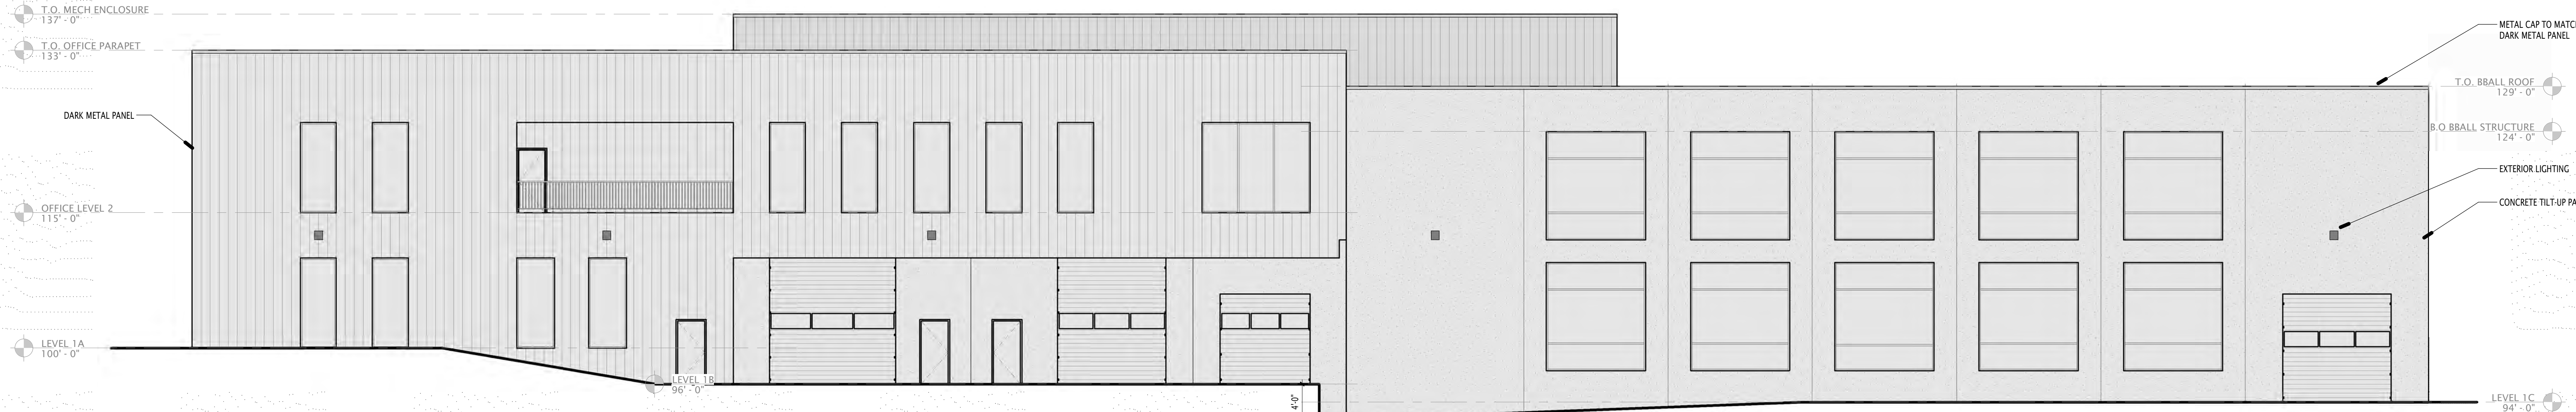 T.O. MECH ENCLOSURE
137' - 0"
T.O. OFFICE PARAPET
133' - 0"
DARK METAL PANEL
OFFICE LEVEL 2
115' - 0"
LEVEL 1A
100' - 0"
LEVEL 1B
96' - 0"
4'-0"
METAL CAP TO MATCH
DARK METAL PANEL
T.O. BBALL ROOF
129' - 0"
B.O BBALL STRUCTURE
124' - 0"
EXTERIOR LIGHTING
CONCRETE TILT-UP PA
LEVEL 1C
94' - 0"